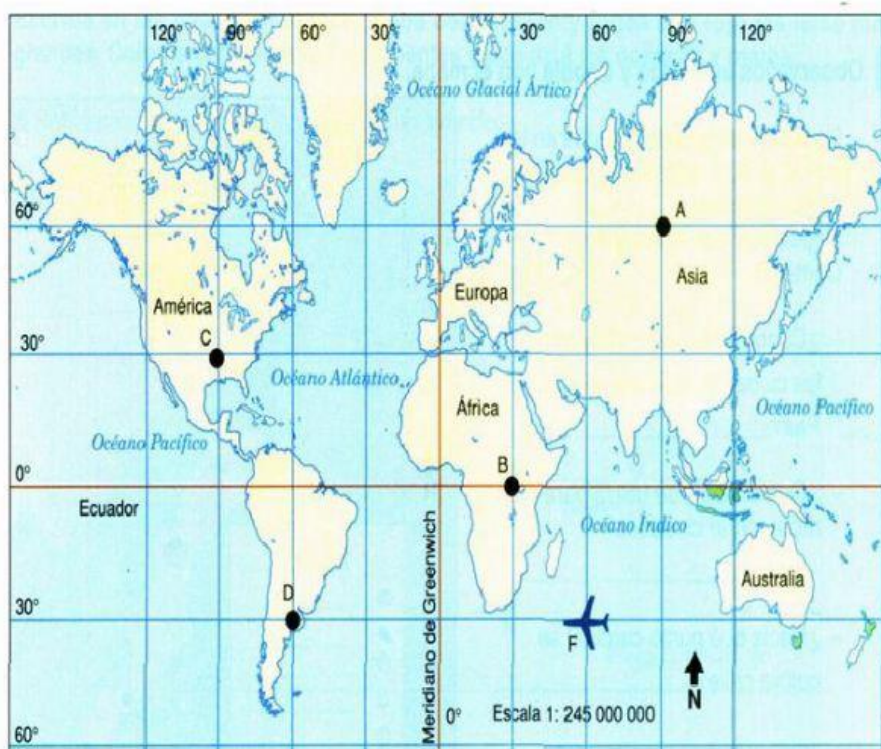 120° 90° 60° 30° 30° 60° 90° 120°
Océano Glacial Ártico
60°
A
Asia
Europa
América
C
30°
Océano Atlántico
África
Océano Pacífico
Océano Pacífico
B
0°
Ecuador
Océano Índico
Meridiano de Greenwich
Australia
D
30°
F
N
0°
Escala 1: 245 000 000
60°